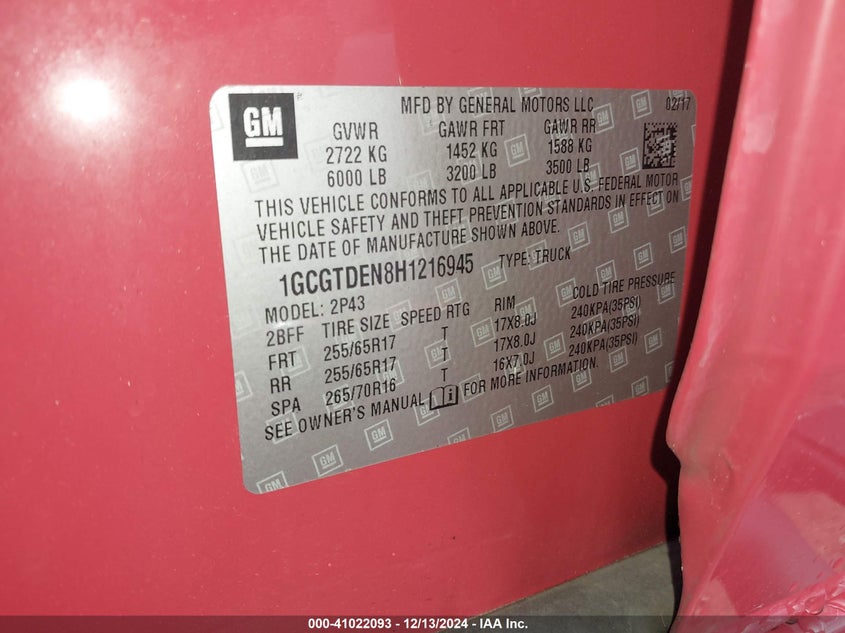 GM
MFD BY GENERAL MOTORS LLC 02/17
GVWR GAWR FRT GAWR RR
2722 KG 1452 KG 1588 KG
6000 LB 3200 LB 3500 LB
THIS VEHICLE CONFORMS TO ALL APPLICABLE U.S. FEDERAL MOTOR
VEHICLE SAFETY AND THEFT PREVENTION STANDARDS IN EFFECT ON
THE DATE OF MANUFACTURE SHOWN ABOVE.
1GCGTDEN8H1216945 TYPE: TRUCK
MODEL: 2P43
2BFF TIRE SIZE SPEED RTG RIM COLD TIRE PRESSURE
FRT 255/65R17 T 17X8.0J 240KPA(35PSI)
RR 255/65R17 T 17X8.0J 240KPA(35PSI)
SPA 265/70R16 T 16X7.0J 240KPA(35PSI)
SEE OWNER'S MANUAL FOR MORE INFORMATION.
000-41022093 - 12/13/2024 - IAA Inc.